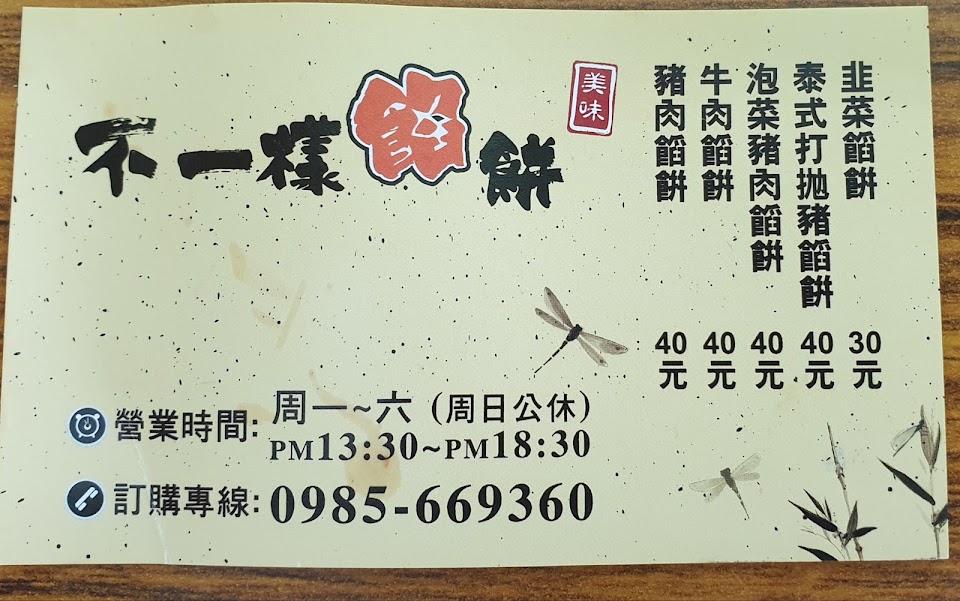 不一樣餡餅
美味
韭菜餡餅 30元
泰式打拋豬餡餅 40元
泡菜豬肉餡餅 40元
牛肉餡餅 40元
豬肉餡餅 40元
營業時間: 周一~六 (周日公休)
PM13:30~PM18:30
訂購專線: 0985-669360